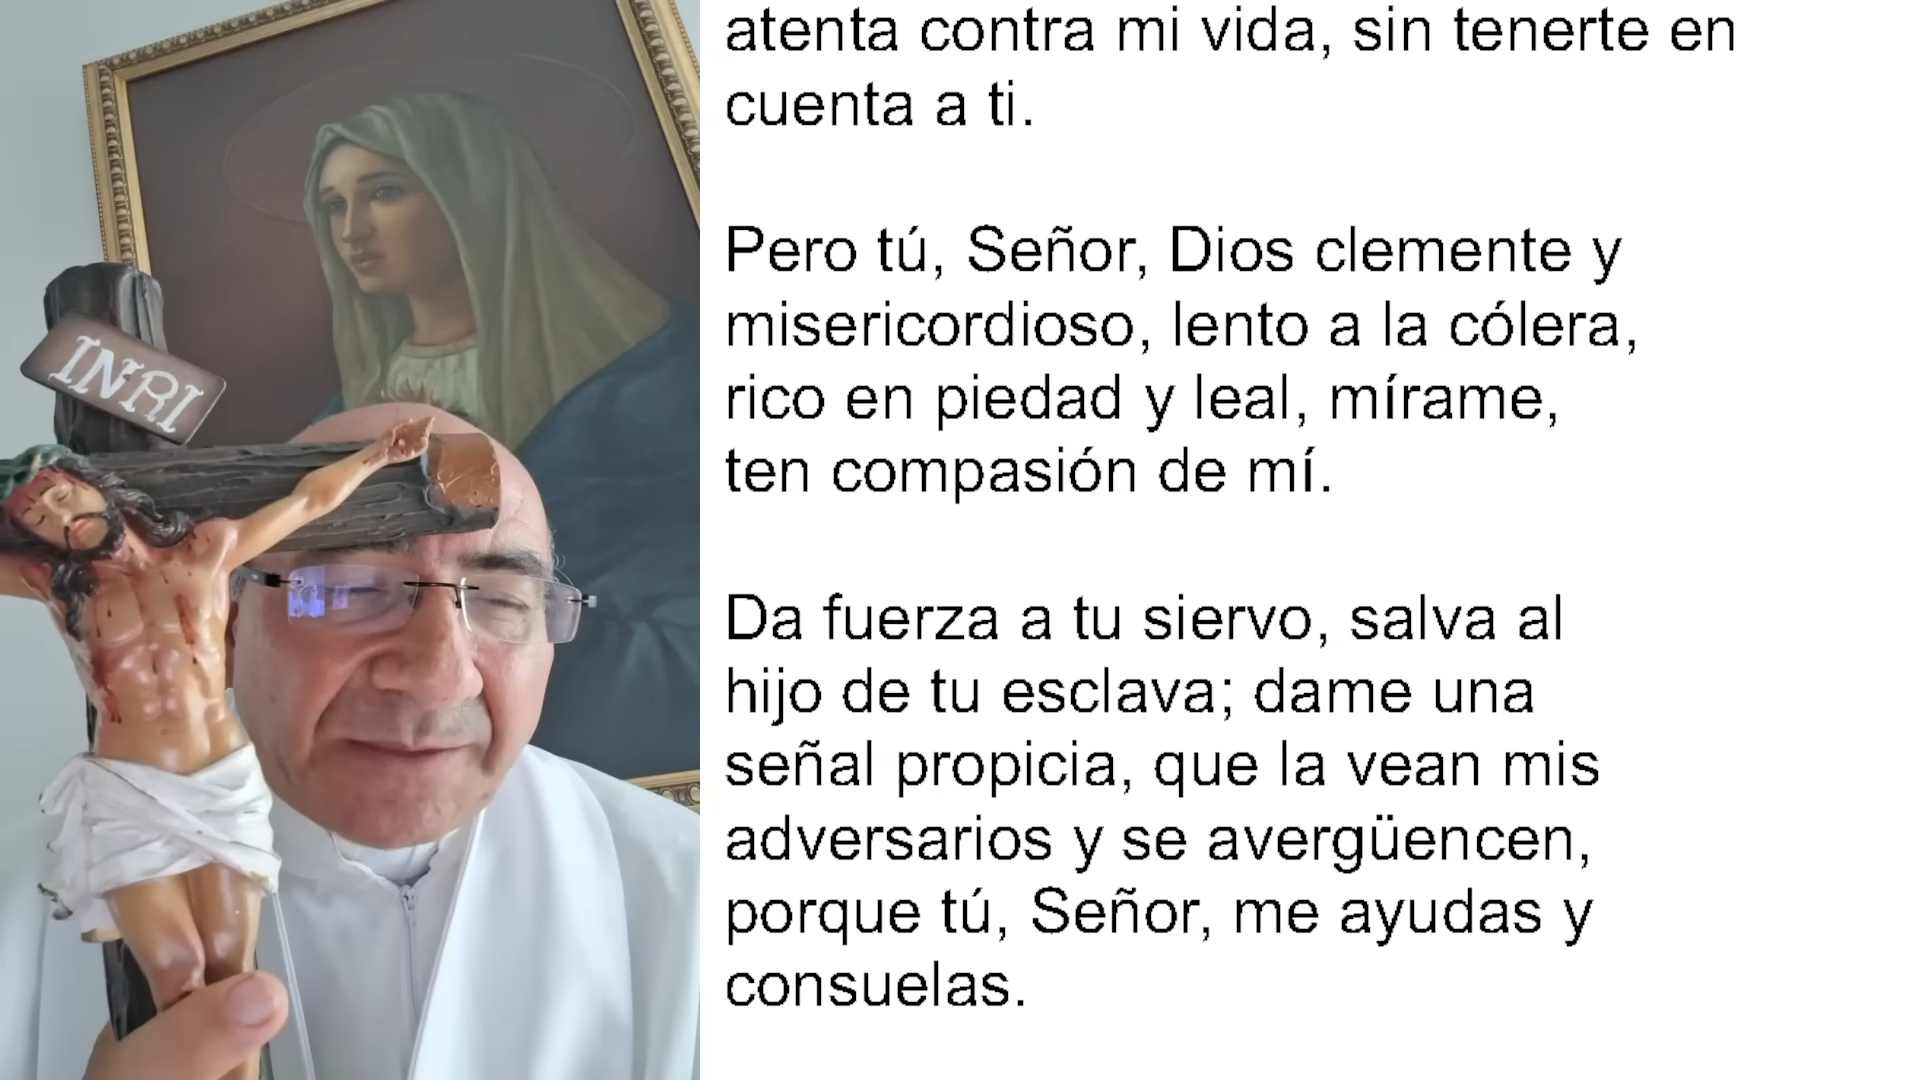 INRI
atenta contra mi vida, sin tenerte en
cuenta a ti.
Pero tú, Señor, Dios clemente y
misericordioso, lento a la cólera,
rico en piedad y leal, mírame,
ten compasión de mí.
Da fuerza a tu siervo, salva al
hijo de tu esclava; dame una
señal propicia, que la vean mis
adversarios y se avergüencen,
porque tú, Señor, me ayudas y
consuelas.